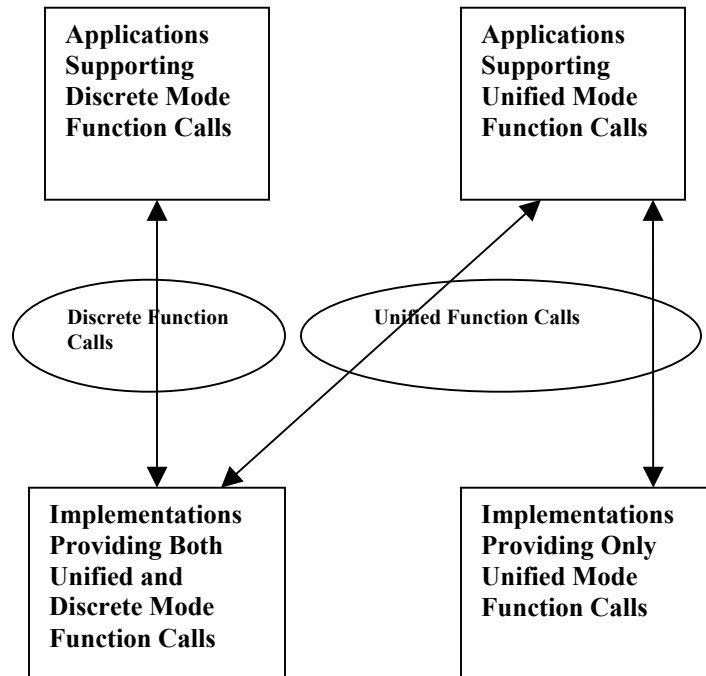 Applications
Supporting
Discrete Mode
Function Calls
Applications
Supporting
Unified Mode
Function Calls
Discrete Function
Calls
Unified Function Calls
Implementations
Providing Both
Unified and
Discrete Mode
Function Calls
Implementations
Providing Only
Unified Mode
Function Calls